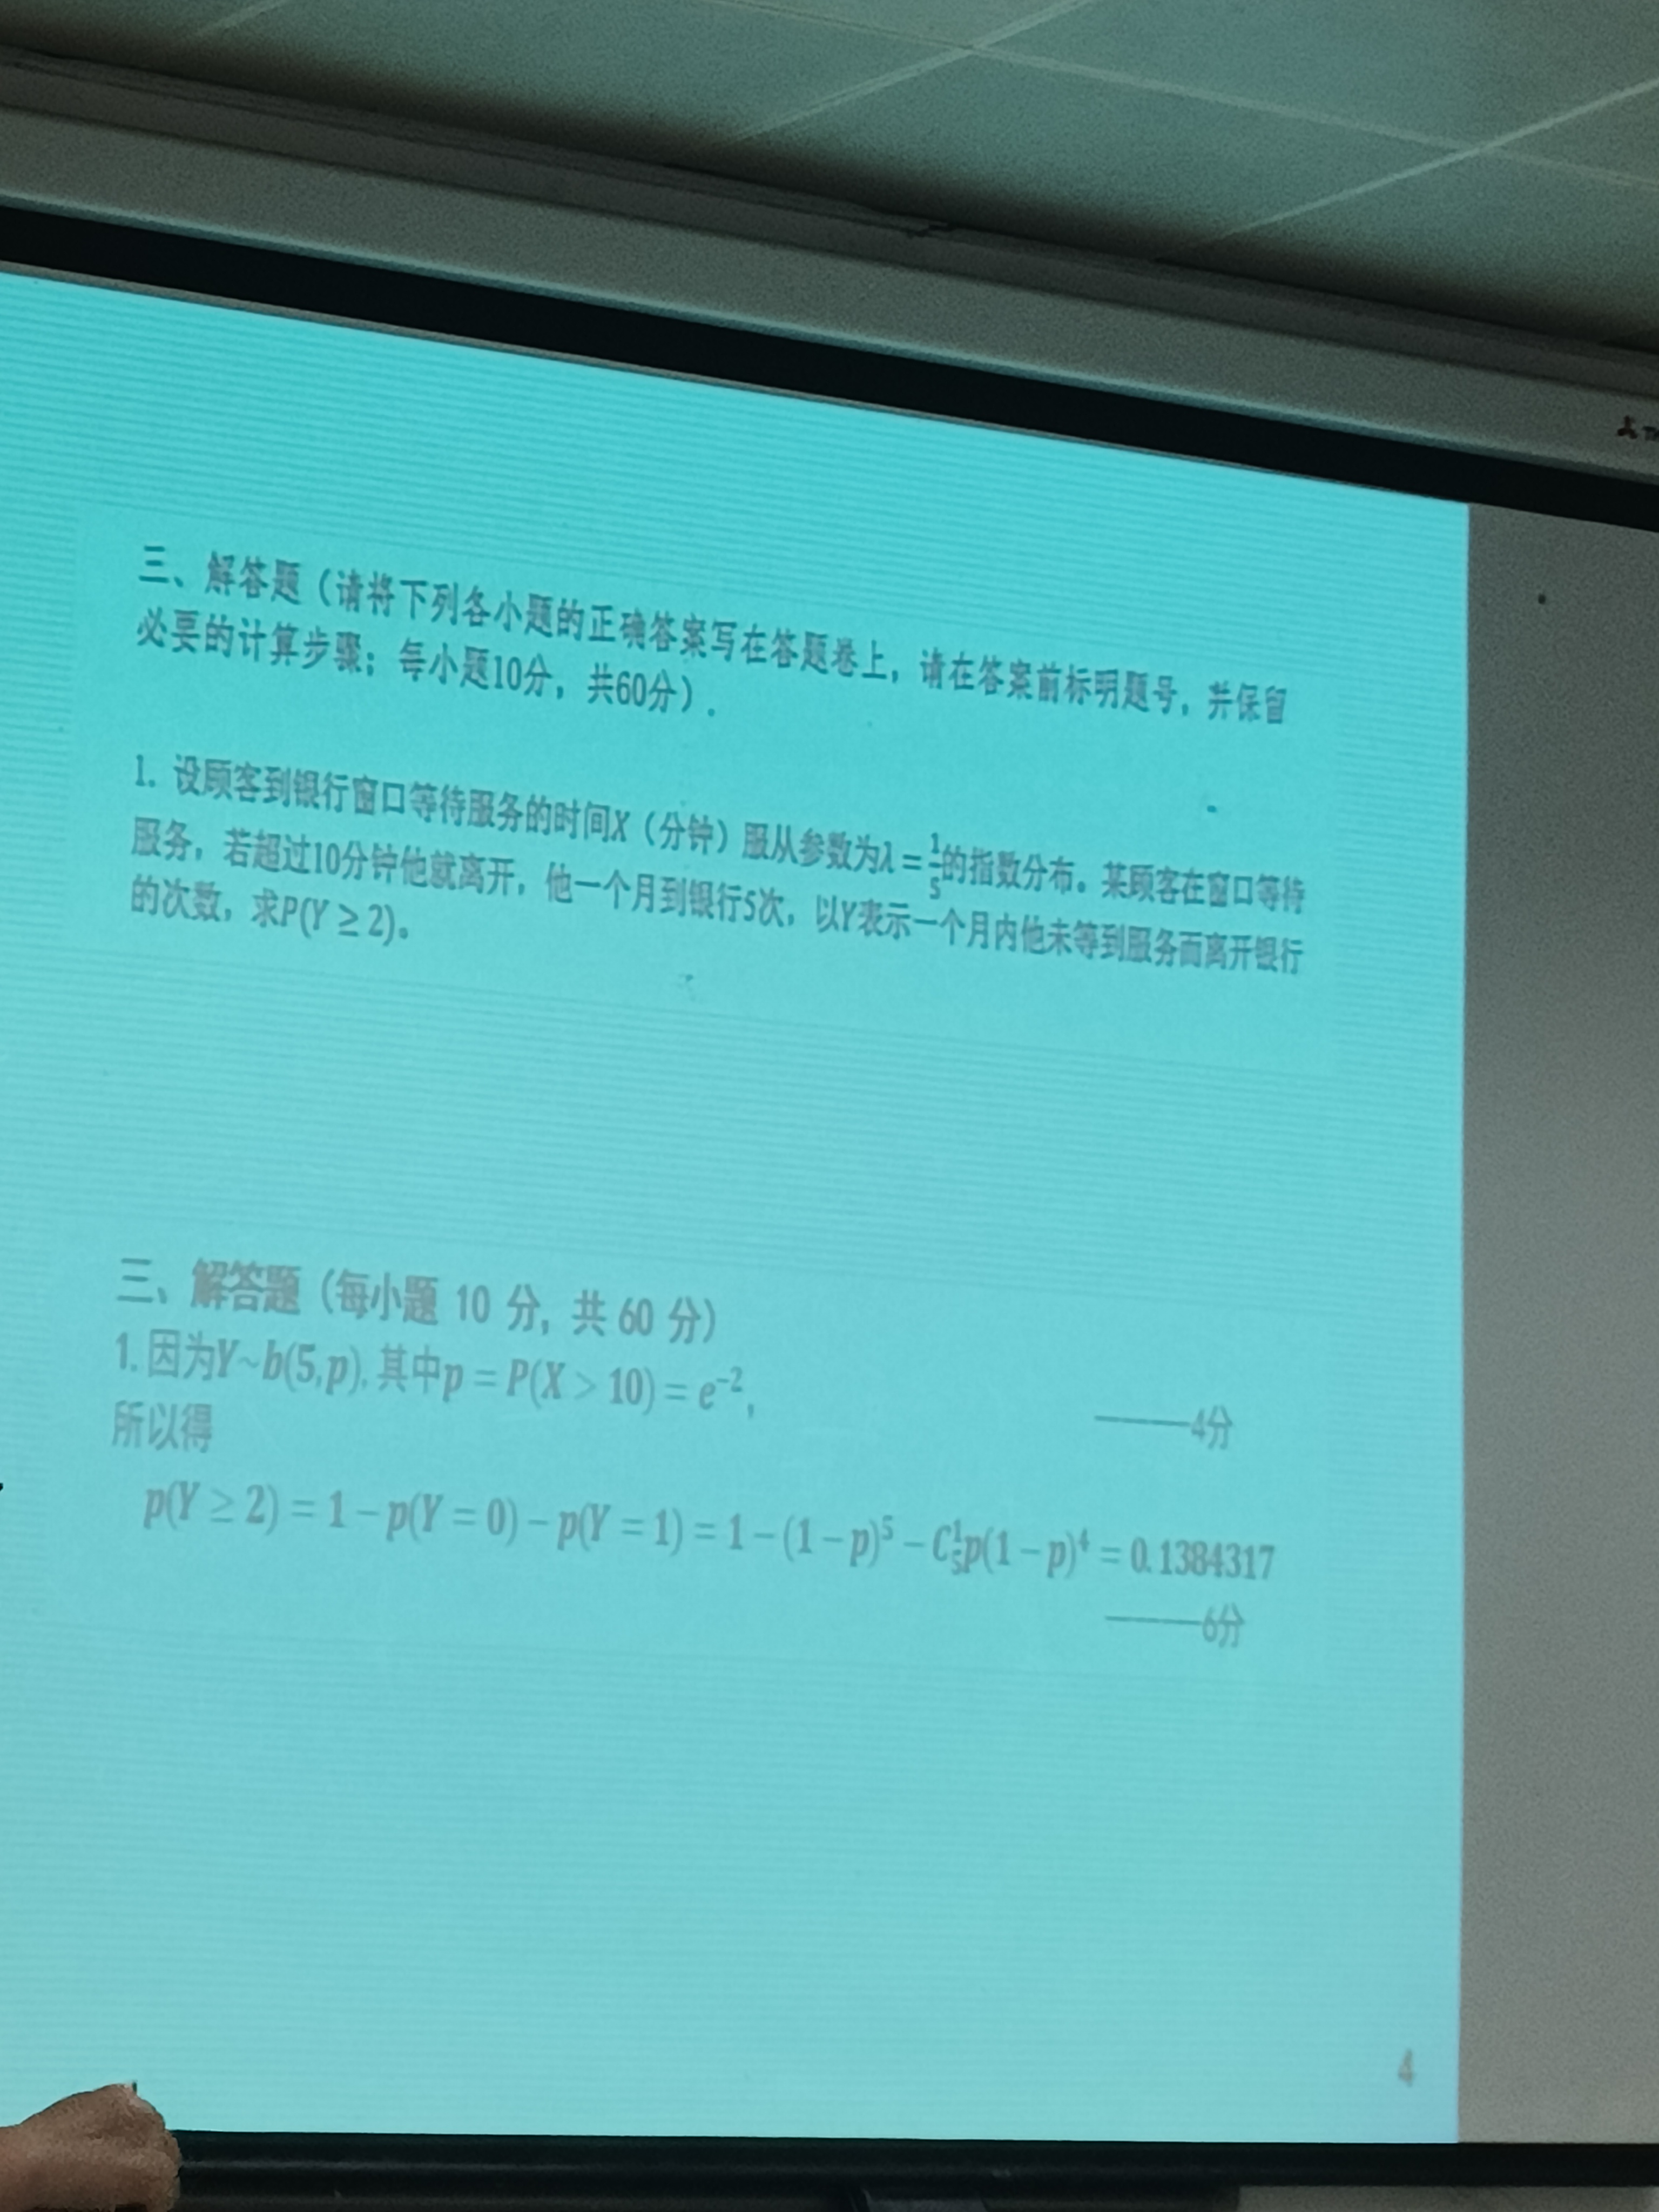 三、解答题（请将下列各小题的正确答案写在答题卷上，请在答案前标明题号，并保留
必要的计算步骤；每小题10分，共60分）.
1. 设顾客到银行窗口等待服务的时间X（分钟）服从参数为λ = 1/5的指数分布。某顾客在窗口等待
服务，若超过10分钟他就离开，他一个月到银行5次，以Y表示一个月内他未等到服务而离开银行
的次数，求P(Y ≥ 2)。
三、解答题（每小题 10 分，共 60 分）
1. 因为Y~b(5,p), 其中p = P(X > 10) = e⁻²,
———4分
所以得
p(Y ≥ 2) = 1 − p(Y = 0) − p(Y = 1) = 1 − (1 − p)⁵ − C₅¹p(1 − p)⁴ = 0.1384317
———6分
4